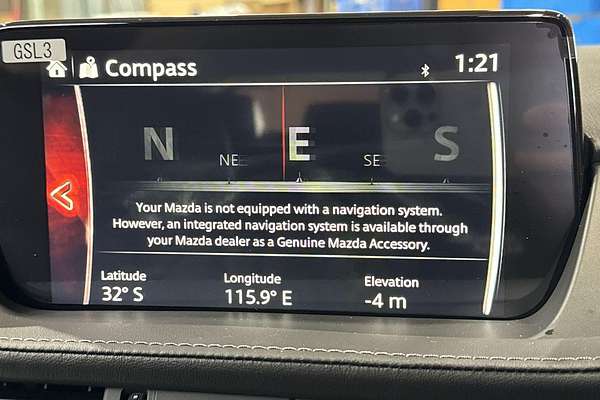 GSL3
Compass
1:21
N NE E SE S
Your Mazda is not equipped with a navigation system.
However, an integrated navigation system is available through
your Mazda dealer as a Genuine Mazda Accessory.
Latitude Longitude Elevation
32° S 115.9° E -4 m